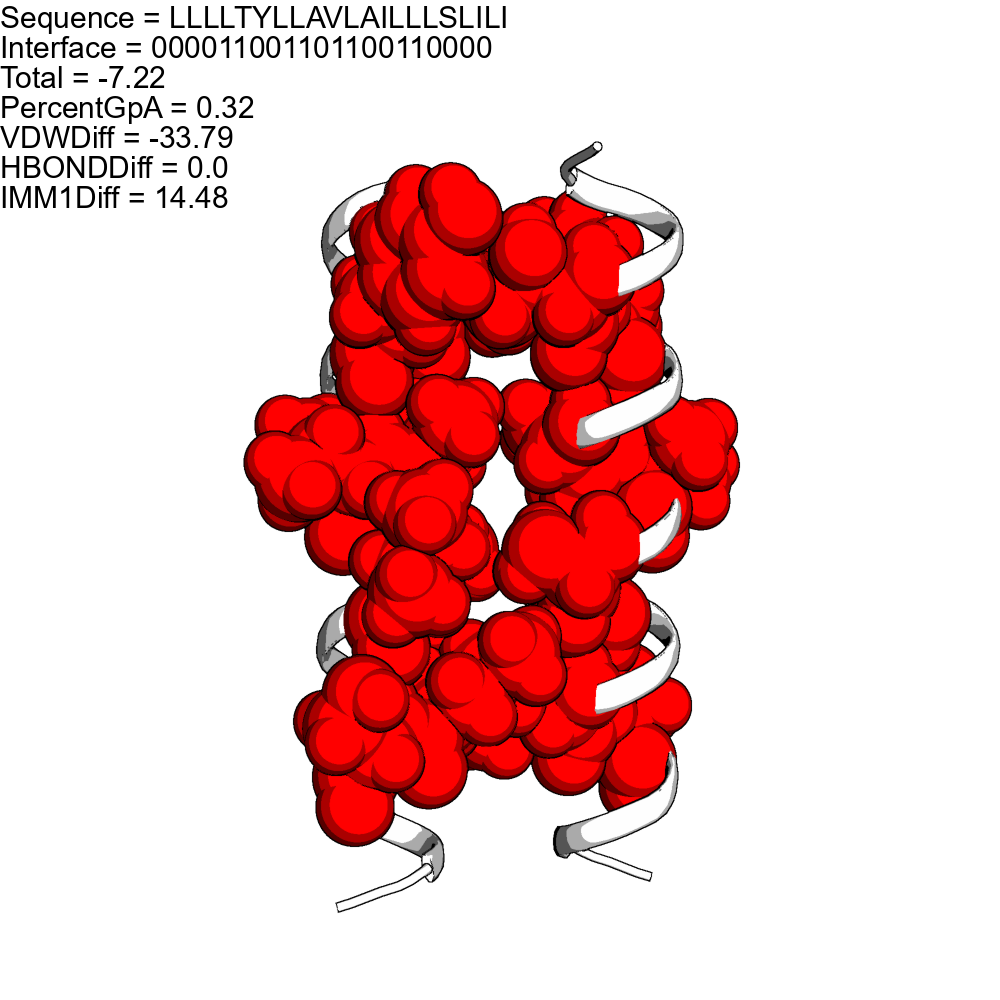 Sequence = LLLLTYLLAVLAILLLSLILI
Interface = 000011001101100110000
Total = -7.22
PercentGpA = 0.32
VDWDiff = -33.79
HBONDDiff = 0.0
IMM1Diff = 14.48